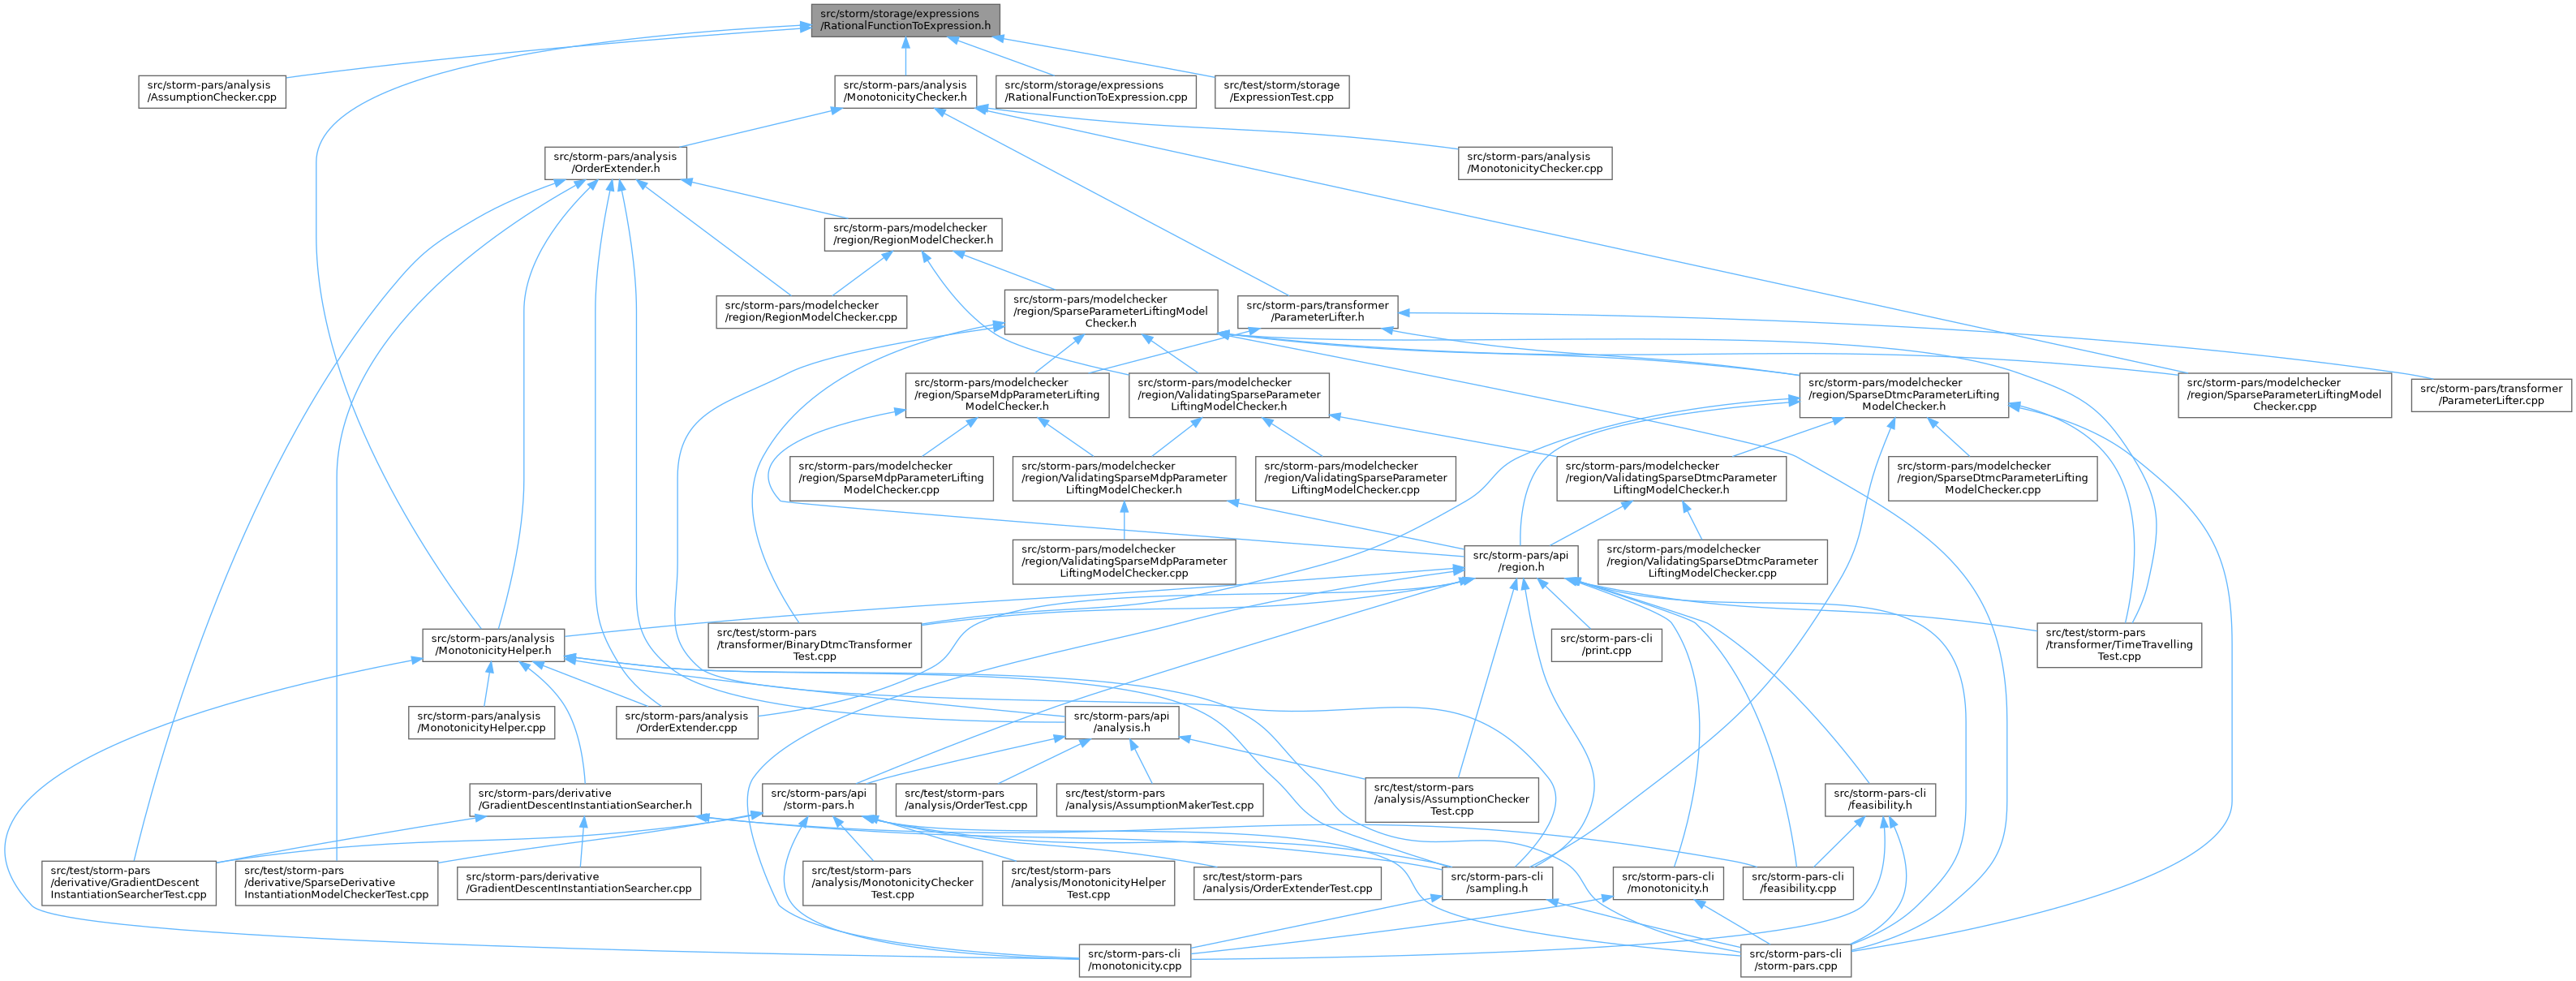 src/storm/storage/expressions
/RationalFunctionToExpression.h
src/storm-pars/analysis
/AssumptionChecker.cpp
src/storm-pars/analysis
/MonotonicityChecker.h
src/storm/storage/expressions
/RationalFunctionToExpression.cpp
src/test/storm/storage
/ExpressionTest.cpp
src/storm-pars/analysis
/OrderExtender.h
src/storm-pars/analysis
/MonotonicityChecker.cpp
src/storm-pars/modelchecker
/region/RegionModelChecker.h
src/storm-pars/modelchecker
/region/RegionModelChecker.cpp
src/storm-pars/modelchecker
/region/SparseParameterLiftingModel
Checker.h
src/storm-pars/transformer
/ParameterLifter.h
src/storm-pars/modelchecker
/region/SparseMdpParameterLifting
ModelChecker.h
src/storm-pars/modelchecker
/region/ValidatingSparseParameter
LiftingModelChecker.h
src/storm-pars/modelchecker
/region/SparseDtmcParameterLifting
ModelChecker.h
src/storm-pars/modelchecker
/region/SparseParameterLiftingModel
Checker.cpp
src/storm-pars/transformer
/ParameterLifter.cpp
src/storm-pars/modelchecker
/region/SparseMdpParameterLifting
ModelChecker.cpp
src/storm-pars/modelchecker
/region/ValidatingSparseMdpParameter
LiftingModelChecker.h
src/storm-pars/modelchecker
/region/ValidatingSparseParameter
LiftingModelChecker.cpp
src/storm-pars/modelchecker
/region/ValidatingSparseDtmcParameter
LiftingModelChecker.h
src/storm-pars/modelchecker
/region/SparseDtmcParameterLifting
ModelChecker.cpp
src/storm-pars/modelchecker
/region/ValidatingSparseMdpParameter
LiftingModelChecker.cpp
src/storm-pars/api
/region.h
src/storm-pars/modelchecker
/region/ValidatingSparseDtmcParameter
LiftingModelChecker.cpp
src/storm-pars/analysis
/MonotonicityHelper.h
src/test/storm-pars
/transformer/BinaryDtmcTransformer
Test.cpp
src/storm-pars-cli
/print.cpp
src/test/storm-pars
/transformer/TimeTravelling
Test.cpp
src/storm-pars/analysis
/MonotonicityHelper.cpp
src/storm-pars/analysis
/OrderExtender.cpp
src/storm-pars/api
/analysis.h
src/storm-pars/derivative
/GradientDescentInstantiationSearcher.h
src/storm-pars/api
/storm-pars.h
src/test/storm-pars
/analysis/OrderTest.cpp
src/test/storm-pars
/analysis/AssumptionMakerTest.cpp
src/test/storm-pars
/analysis/AssumptionChecker
Test.cpp
src/storm-pars-cli
/feasibility.h
src/test/storm-pars
/derivative/GradientDescent
InstantiationSearcherTest.cpp
src/test/storm-pars
/derivative/SparseDerivative
InstantiationModelCheckerTest.cpp
src/storm-pars/derivative
/GradientDescentInstantiationSearcher.cpp
src/test/storm-pars
/analysis/MonotonicityChecker
Test.cpp
src/test/storm-pars
/analysis/MonotonicityHelper
Test.cpp
src/test/storm-pars
/analysis/OrderExtenderTest.cpp
src/storm-pars-cli
/sampling.h
src/storm-pars-cli
/monotonicity.h
src/storm-pars-cli
/feasibility.cpp
src/storm-pars-cli
/monotonicity.cpp
src/storm-pars-cli
/storm-pars.cpp